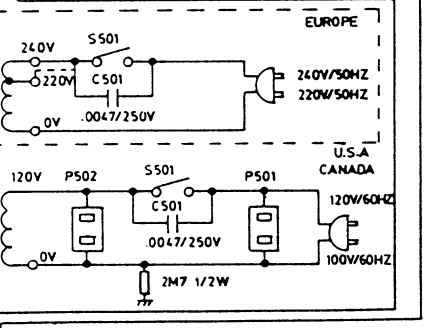 EUROPE
S501
240V
220V
C501
.0047/250V
0V
240V/50HZ
220V/50HZ
U.S.A
CANADA
120V
P502
S501
C501
.0047/250V
P501
120V/60HZ
100V/60HZ
0V
2M7 1/2W